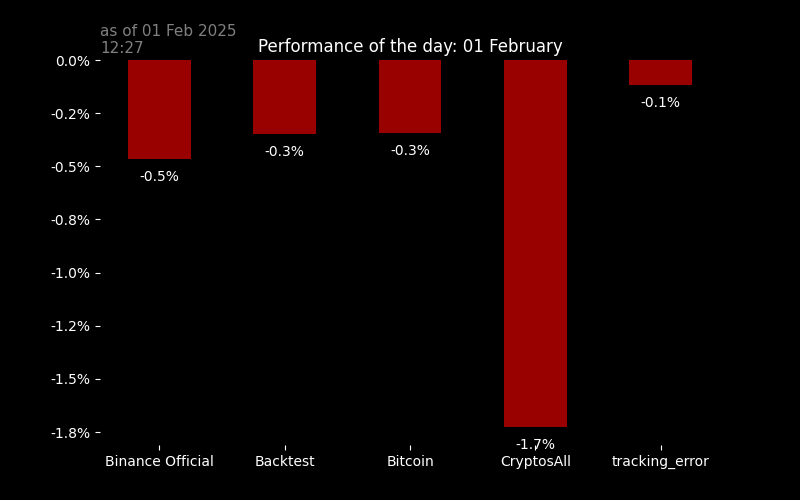 as of 01 Feb 2025
12:27
Performance of the day: 01 February
0.0%
-0.2%
-0.5%
-0.8%
-1.0%
-1.2%
-1.5%
-1.8%
-0.5%
-0.3%
-0.3%
-1.7%
-0.1%
Binance Official
Backtest
Bitcoin
CryptosAll
tracking_error